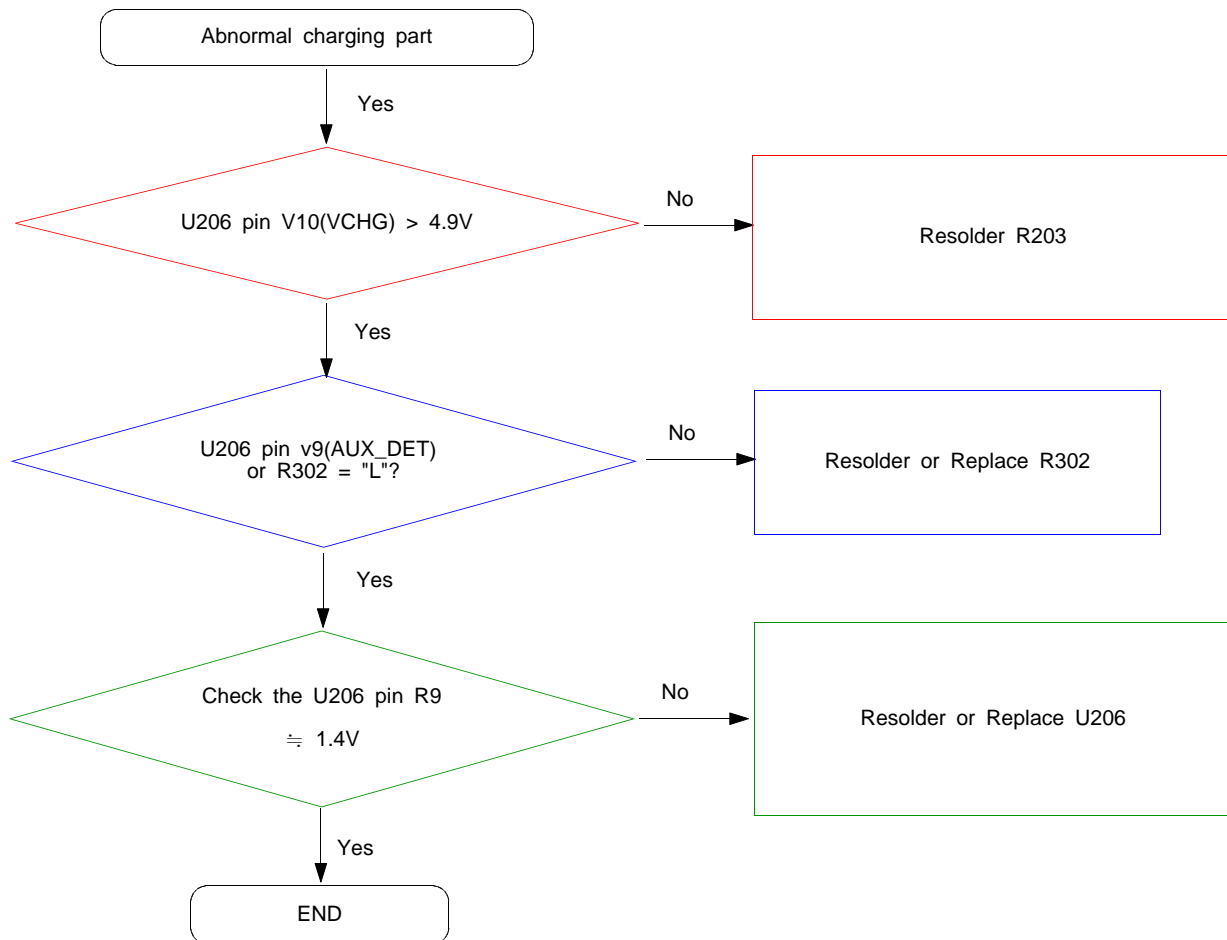 Abnormal charging part
Yes
U206 pin V10(VCHG) > 4.9V
No
Resolder R203
Yes
U206 pin v9(AUX_DET)
or R302 = "L"?
No
Resolder or Replace R302
Yes
Check the U206 pin R9
≒ 1.4V
No
Resolder or Replace U206
Yes
END